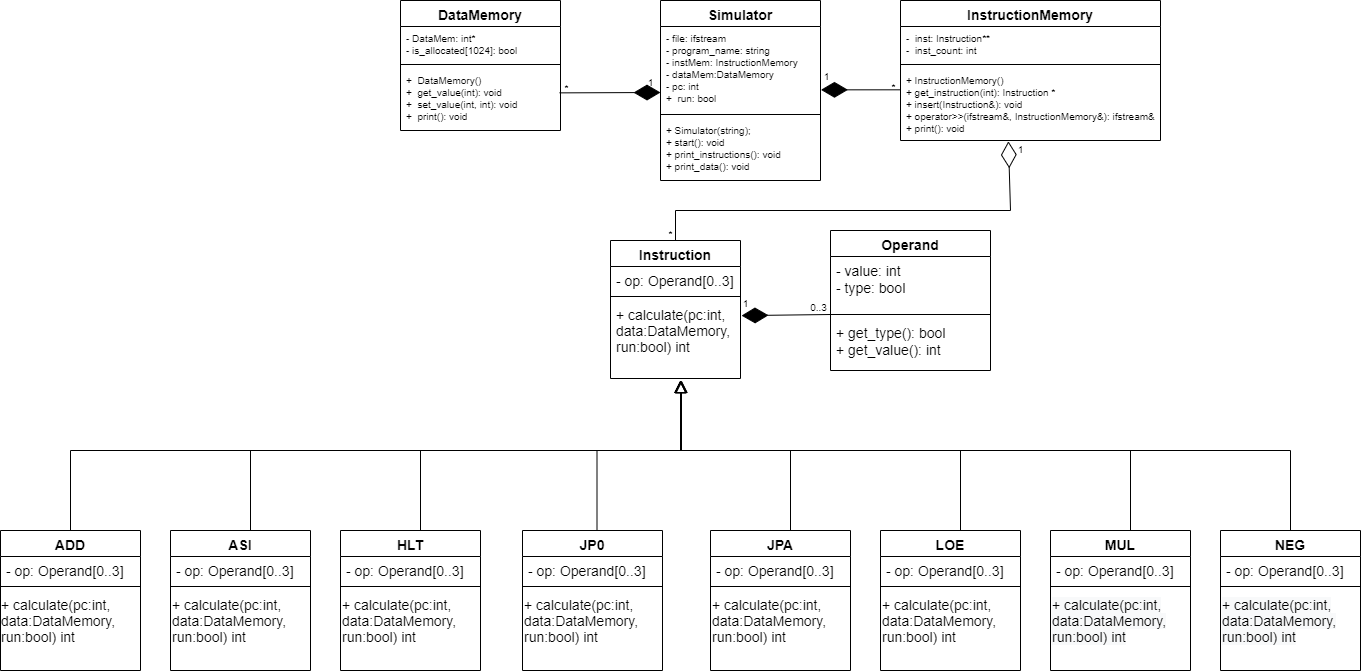 DataMemory
- DataMem: int*
- is_allocated[1024]: bool
+ DataMemory()
+ get_value(int): void
+ set_value(int, int): void
+ print(): void
*
1
Simulator
- file: ifstream
- program_name: string
- instMem: InstructionMemory
- dataMem:DataMemory
- pc: int
+ run: bool
+ Simulator(string);
+ start(): void
+ print_instructions(): void
+ print_data(): void
1
*
InstructionMemory
- inst: Instruction**
- inst_count: int
+ InstructionMemory()
+ get_instruction(int): Instruction *
+ insert(Instruction&): void
+ operator>>(ifstream&, InstructionMemory&): ifstream&
+ print(): void
1
*
Instruction
- op: Operand[0..3]
+ calculate(pc:int,
data:DataMemory,
run:bool) int
1
0..3
Operand
- value: int
- type: bool
+ get_type(): bool
+ get_value(): int
ADD
- op: Operand[0..3]
+ calculate(pc:int,
data:DataMemory,
run:bool) int
ASI
- op: Operand[0..3]
+ calculate(pc:int,
data:DataMemory,
run:bool) int
HLT
- op: Operand[0..3]
+ calculate(pc:int,
data:DataMemory,
run:bool) int
JP0
- op: Operand[0..3]
+ calculate(pc:int,
data:DataMemory,
run:bool) int
JPA
- op: Operand[0..3]
+ calculate(pc:int,
data:DataMemory,
run:bool) int
LOE
- op: Operand[0..3]
+ calculate(pc:int,
data:DataMemory,
run:bool) int
MUL
- op: Operand[0..3]
+ calculate(pc:int,
data:DataMemory,
run:bool) int
NEG
- op: Operand[0..3]
+ calculate(pc:int,
data:DataMemory,
run:bool) int